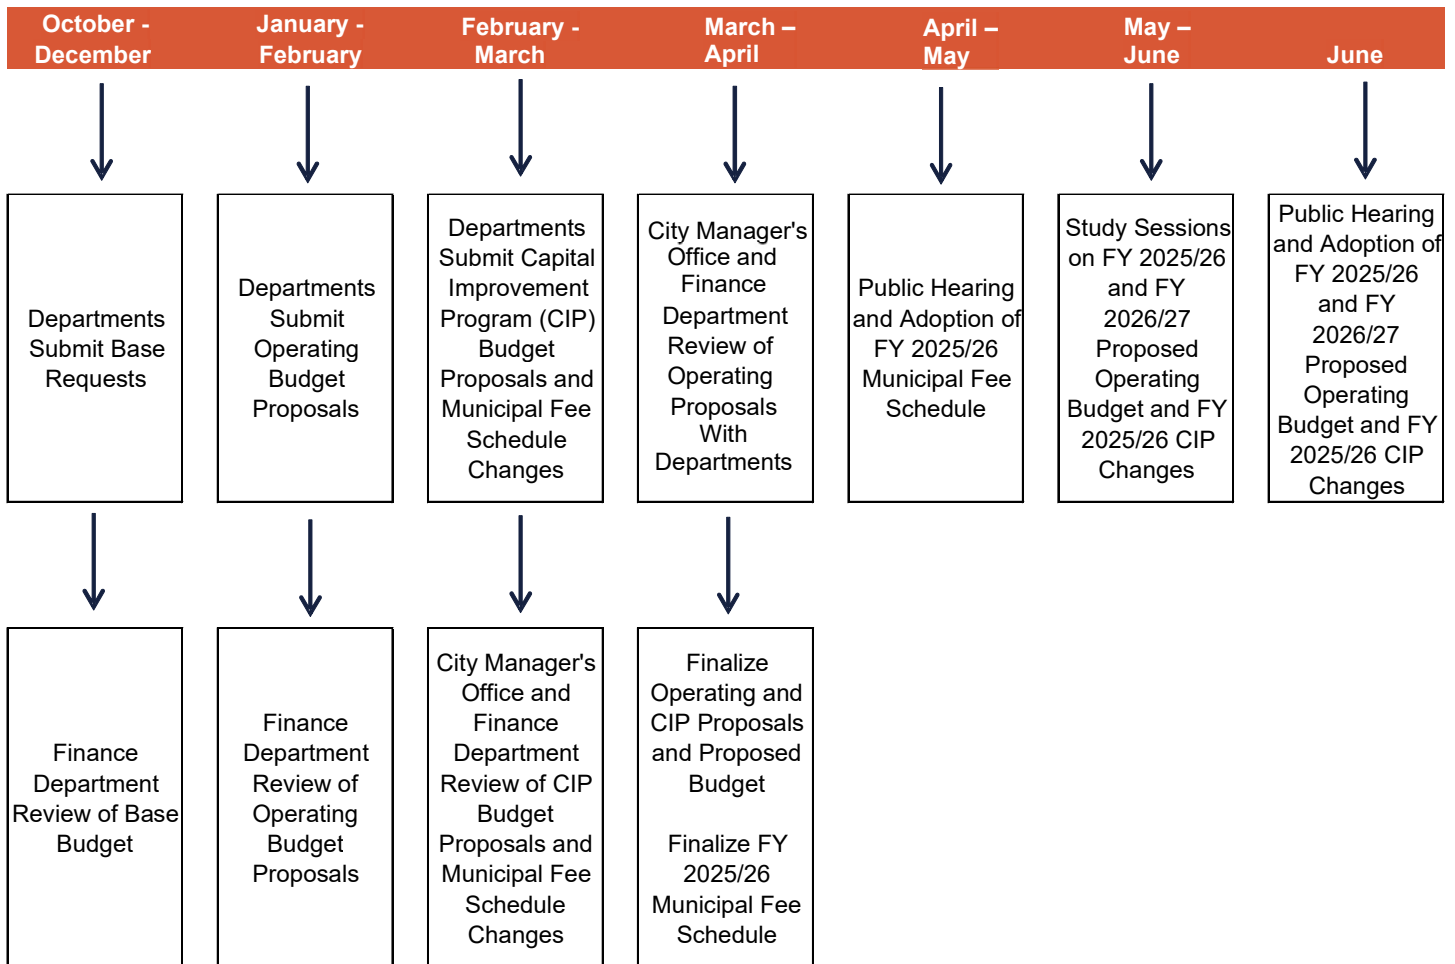 October -
December
January -
February
February -
March
March –
April
April –
May
May –
June
June
Departments
Submit Base
Requests
Departments
Submit
Operating
Budget
Proposals
Departments
Submit Capital
Improvement
Program (CIP)
Budget
Proposals and
Municipal Fee
Schedule
Changes
City Manager's
Office and
Finance
Department
Review of
Operating
Proposals
With
Departments
Public Hearing
and Adoption of
FY 2025/26
Municipal Fee
Schedule
Study Sessions
on FY 2025/26
and FY
2026/27
Proposed
Operating
Budget and FY
2025/26 CIP
Changes
Public Hearing
and Adoption of
FY 2025/26
and FY
2026/27
Proposed
Operating
Budget and FY
2025/26 CIP
Changes
Finance
Department
Review of Base
Budget
Finance
Department
Review of
Operating
Budget
Proposals
City Manager's
Office and
Finance
Department
Review of CIP
Budget
Proposals and
Municipal Fee
Schedule
Changes
Finalize
Operating and
CIP Proposals
and Proposed
Budget
Finalize FY
2025/26
Municipal Fee
Schedule